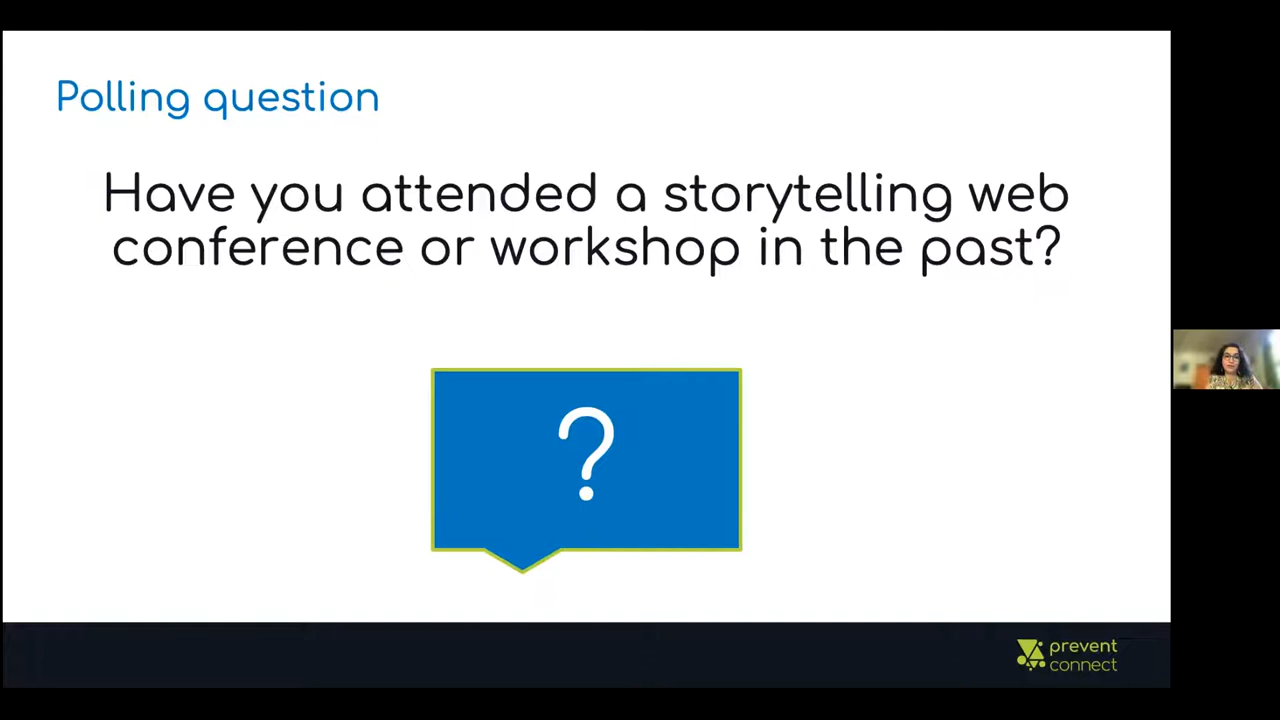 Polling question
Have you attended a storytelling web
conference or workshop in the past?
?
prevent
connect